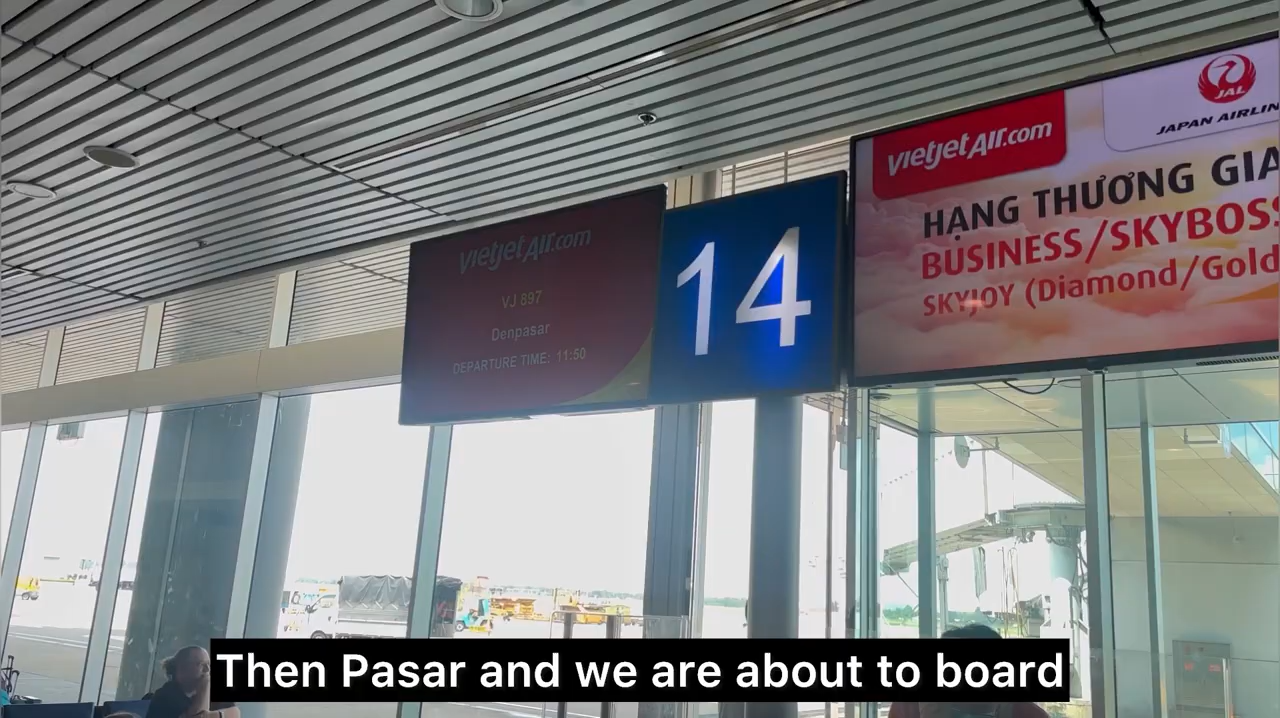 vietjetAir.com
VJ 897
Denpasar
DEPARTURE TIME: 11:50
14
vietjetAir.com
JAL
JAPAN AIRLIN
HẠNG THƯƠNG GIA
BUSINESS/SKYBOSS
SKYJOY (Diamond/Gold
Then Pasar and we are about to board